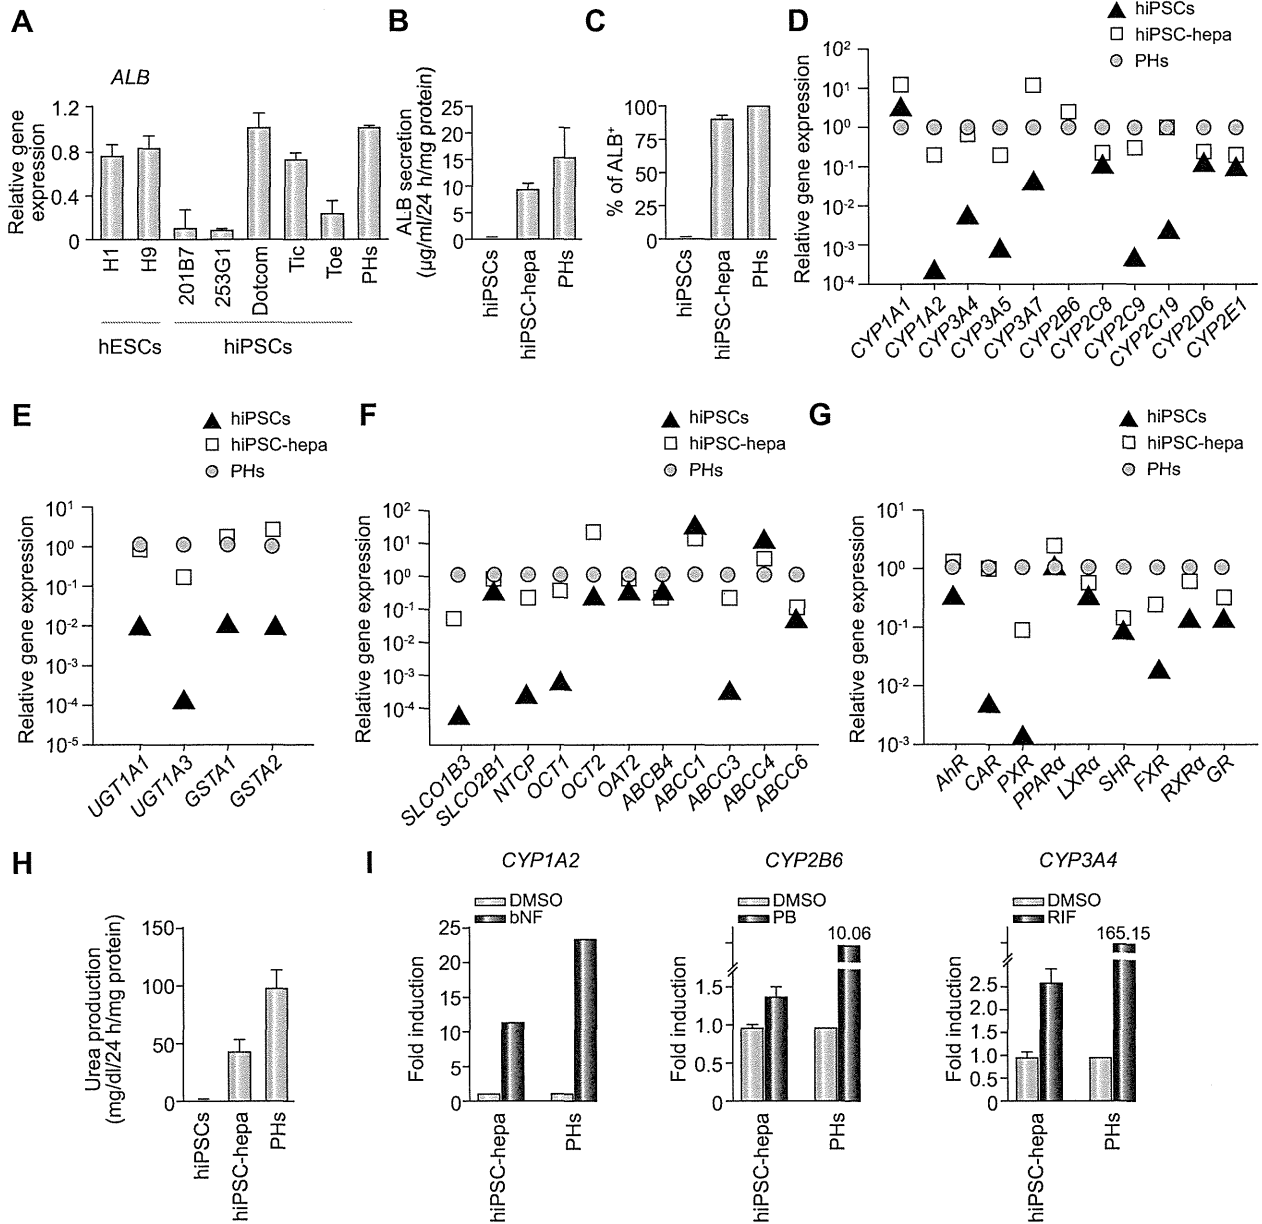 A
ALB
Relative gene
expression
1.2
0.8
0.4
0
H1
H9
201B7
253G1
Dotcom
Tic
Toe
PHs
hESCs
hiPSCs
B
ALB secretion
(µg/ml/24 h/mg protein)
25
20
15
10
5
0
hiPSCs
hiPSC-hepa
PHs
C
% of ALB+
100
75
50
25
0
hiPSCs
hiPSC-hepa
PHs
D
hiPSCs
hiPSC-hepa
PHs
Relative gene expression
10²
10¹
10⁰
10⁻¹
10⁻²
10⁻³
10⁻⁴
CYP1A1
CYP1A2
CYP3A4
CYP3A5
CYP3A7
CYP2B6
CYP2C8
CYP2C9
CYP2C19
CYP2D6
CYP2E1
E
hiPSCs
hiPSC-hepa
PHs
Relative gene expression
10¹
10⁰
10⁻¹
10⁻²
10⁻³
10⁻⁴
10⁻⁵
UGT1A1
UGT1A3
GSTA1
GSTA2
F
hiPSCs
hiPSC-hepa
PHs
Relative gene expression
10²
10¹
10⁰
10⁻¹
10⁻²
10⁻³
10⁻⁴
SLCO1B3
SLCO2B1
NTCP
OCT1
OCT2
OAT2
ABCB4
ABCC1
ABCC3
ABCC4
ABCC6
G
hiPSCs
hiPSC-hepa
PHs
Relative gene expression
10¹
10⁰
10⁻¹
10⁻²
10⁻³
AhR
CAR
PXR
PPARα
LXRα
SHR
FXR
RXRα
GR
H
Urea production
(mg/dl/24 h/mg protein)
150
100
50
0
hiPSCs
hiPSC-hepa
PHs
I
CYP1A2
DMSO
bNF
Fold induction
25
20
15
10
5
0
hiPSC-hepa
PHs
CYP2B6
DMSO
PB
10.06
Fold induction
1.5
1.0
0.5
0
hiPSC-hepa
PHs
CYP3A4
DMSO
RIF
165.15
Fold induction
2.5
2.0
1.5
1.0
0.5
0
hiPSC-hepa
PHs